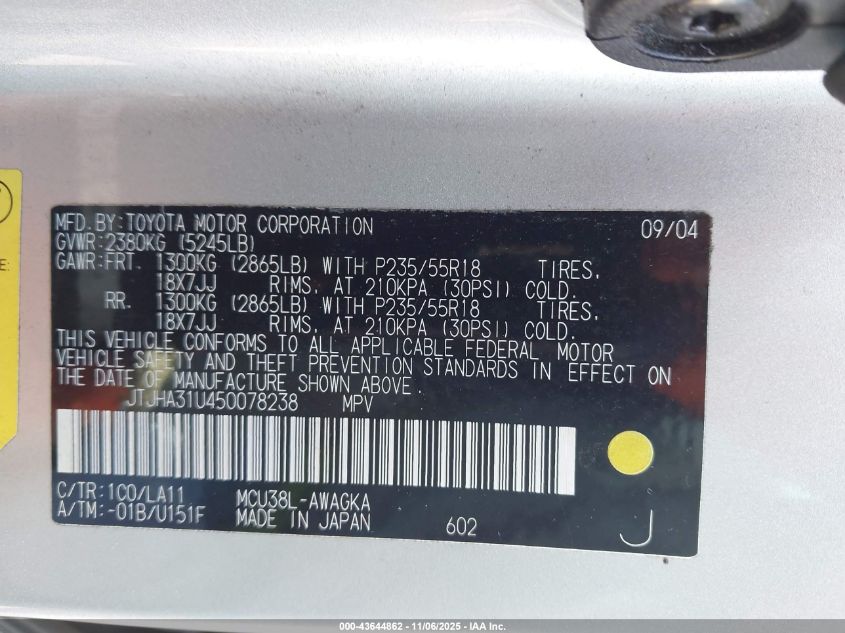 MFD.BY:TOYOTA MOTOR CORPORATION 09/04
GVWR:2380KG (5245LB)
GAWR:FRT. 1300KG (2865LB) WITH P235/55R18 TIRES,
18X7JJ RIMS, AT 210KPA (30PSI) COLD.
RR. 1300KG (2865LB) WITH P235/55R18 TIRES,
18X7JJ RIMS, AT 210KPA (30PSI) COLD.
THIS VEHICLE CONFORMS TO ALL APPLICABLE FEDERAL MOTOR
VEHICLE SAFETY AND THEFT PREVENTION STANDARDS IN EFFECT ON
THE DATE OF MANUFACTURE SHOWN ABOVE.
JTJHA31U450078238 MPV
C/TR:1C0/LA11 MCU38L-AWAGKA
A/TM:-01B/U151F MADE IN JAPAN 602 J
E:
000-43644862 - 11/06/2025 - IAA Inc.